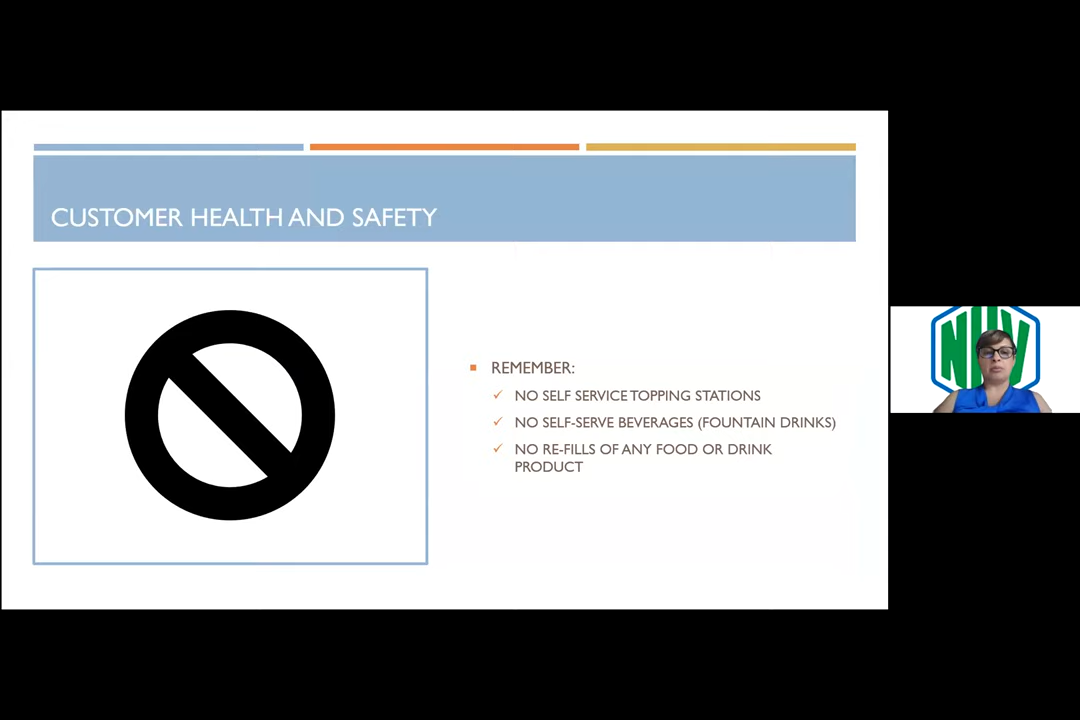 CUSTOMER HEALTH AND SAFETY
REMEMBER:
NO SELF SERVICE TOPPING STATIONS
NO SELF-SERVE BEVERAGES (FOUNTAIN DRINKS)
NO RE-FILLS OF ANY FOOD OR DRINK
PRODUCT